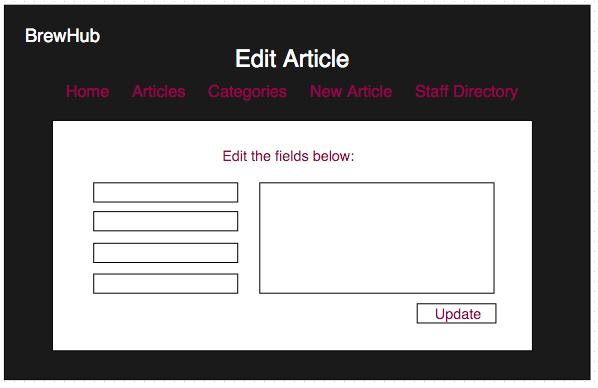 BrewHub
Edit Article
Home Articles Categories New Article Staff Directory
Edit the fields below:
Update